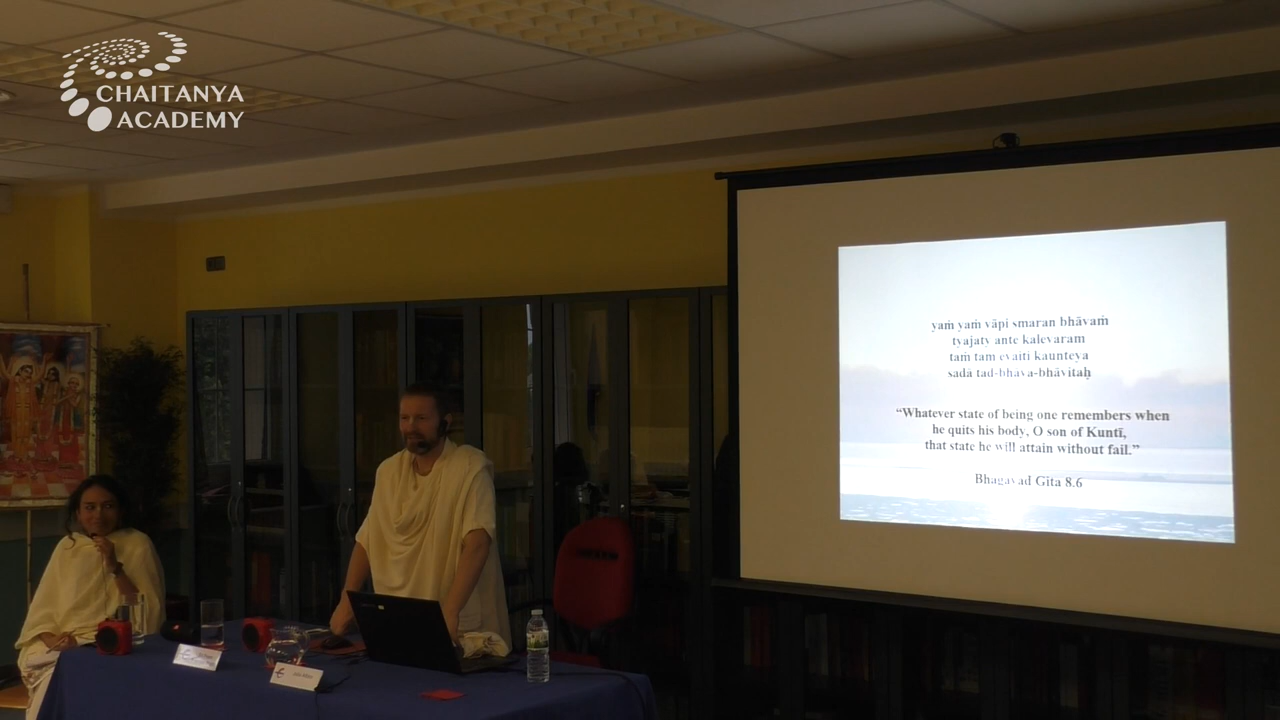 CHAITANYA
ACADEMY
yaṁ yaṁ vāpi smaran bhāvaṁ
tyajaty ante kalevaram
taṁ tam evaiti kaunteya
sadā tad-bhāva-bhāvitaḥ
“Whatever state of being one remembers when
he quits his body, O son of Kuntī,
that state he will attain without fail.”
Bhagavad Gita 8.6